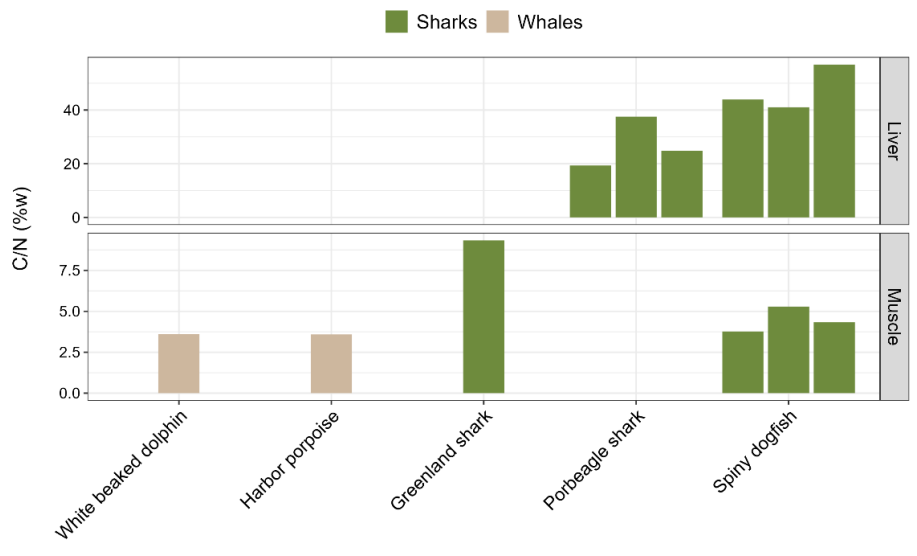 Sharks Whales
40
20
0
Liver
C/N (%w)
7.5
5.0
2.5
0.0
Muscle
White beaked dolphin
Harbor porpoise
Greenland shark
Porbeagle shark
Spiny dogfish